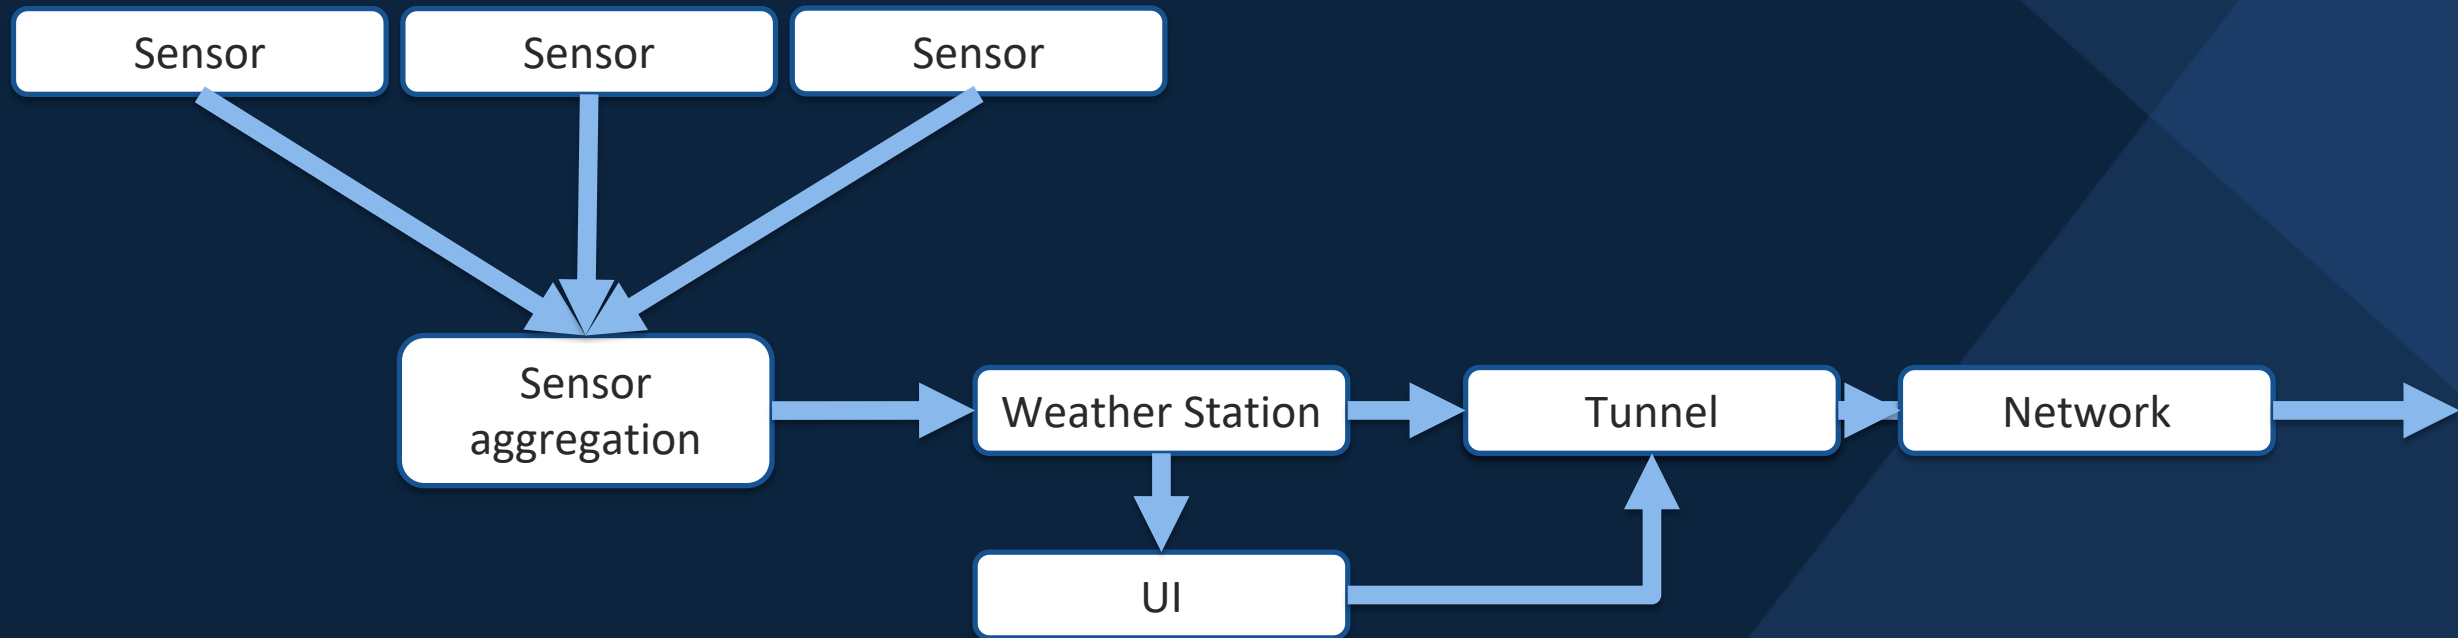 Sensor
Sensor
Sensor
Sensor
aggregation
Weather Station
Tunnel
Network
UI